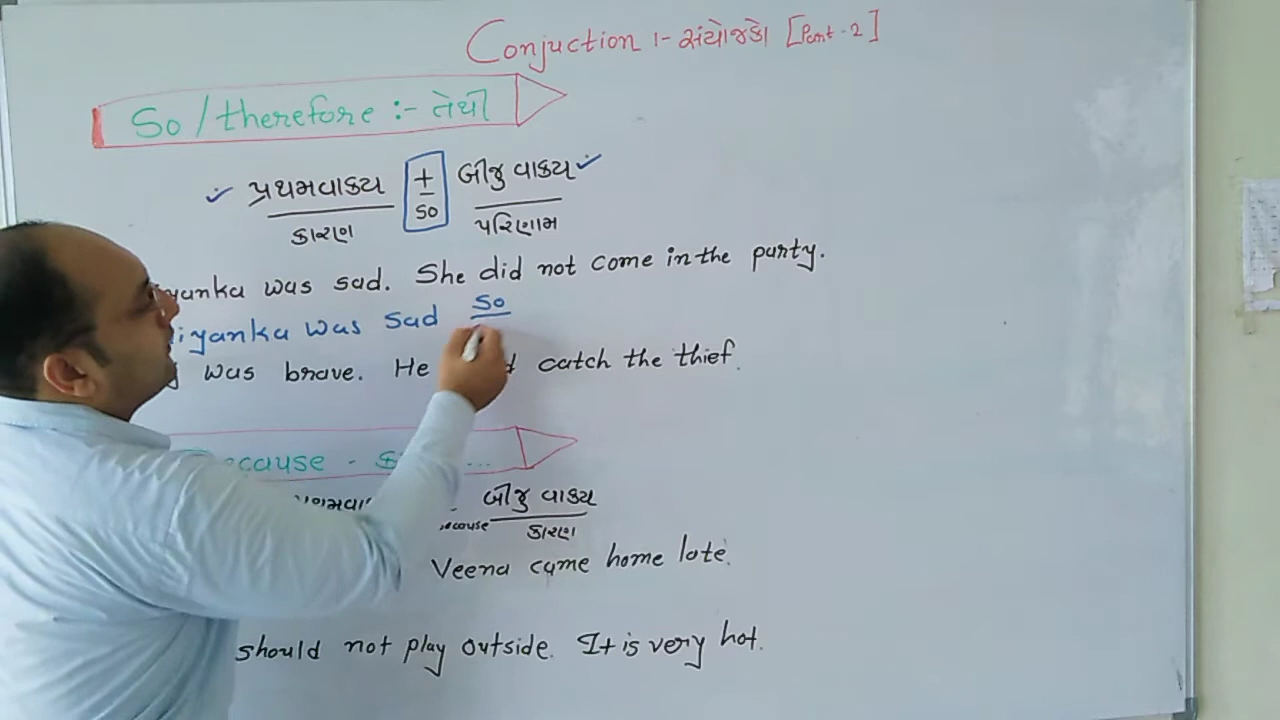 Conjuction :- સંયોજકો [Part-2]
So / therefore :- તેથી
પ્રથમવાક્ય + બીજુ વાક્ય
કારણ so પરિણામ
yanka was sad. She did not come in the party.
iyanka was sad so
was brave. He catch the thief.
Because -
બીજુ વાક્ય
કારણ
Veena came home late.
should not play outside. It is very hot.